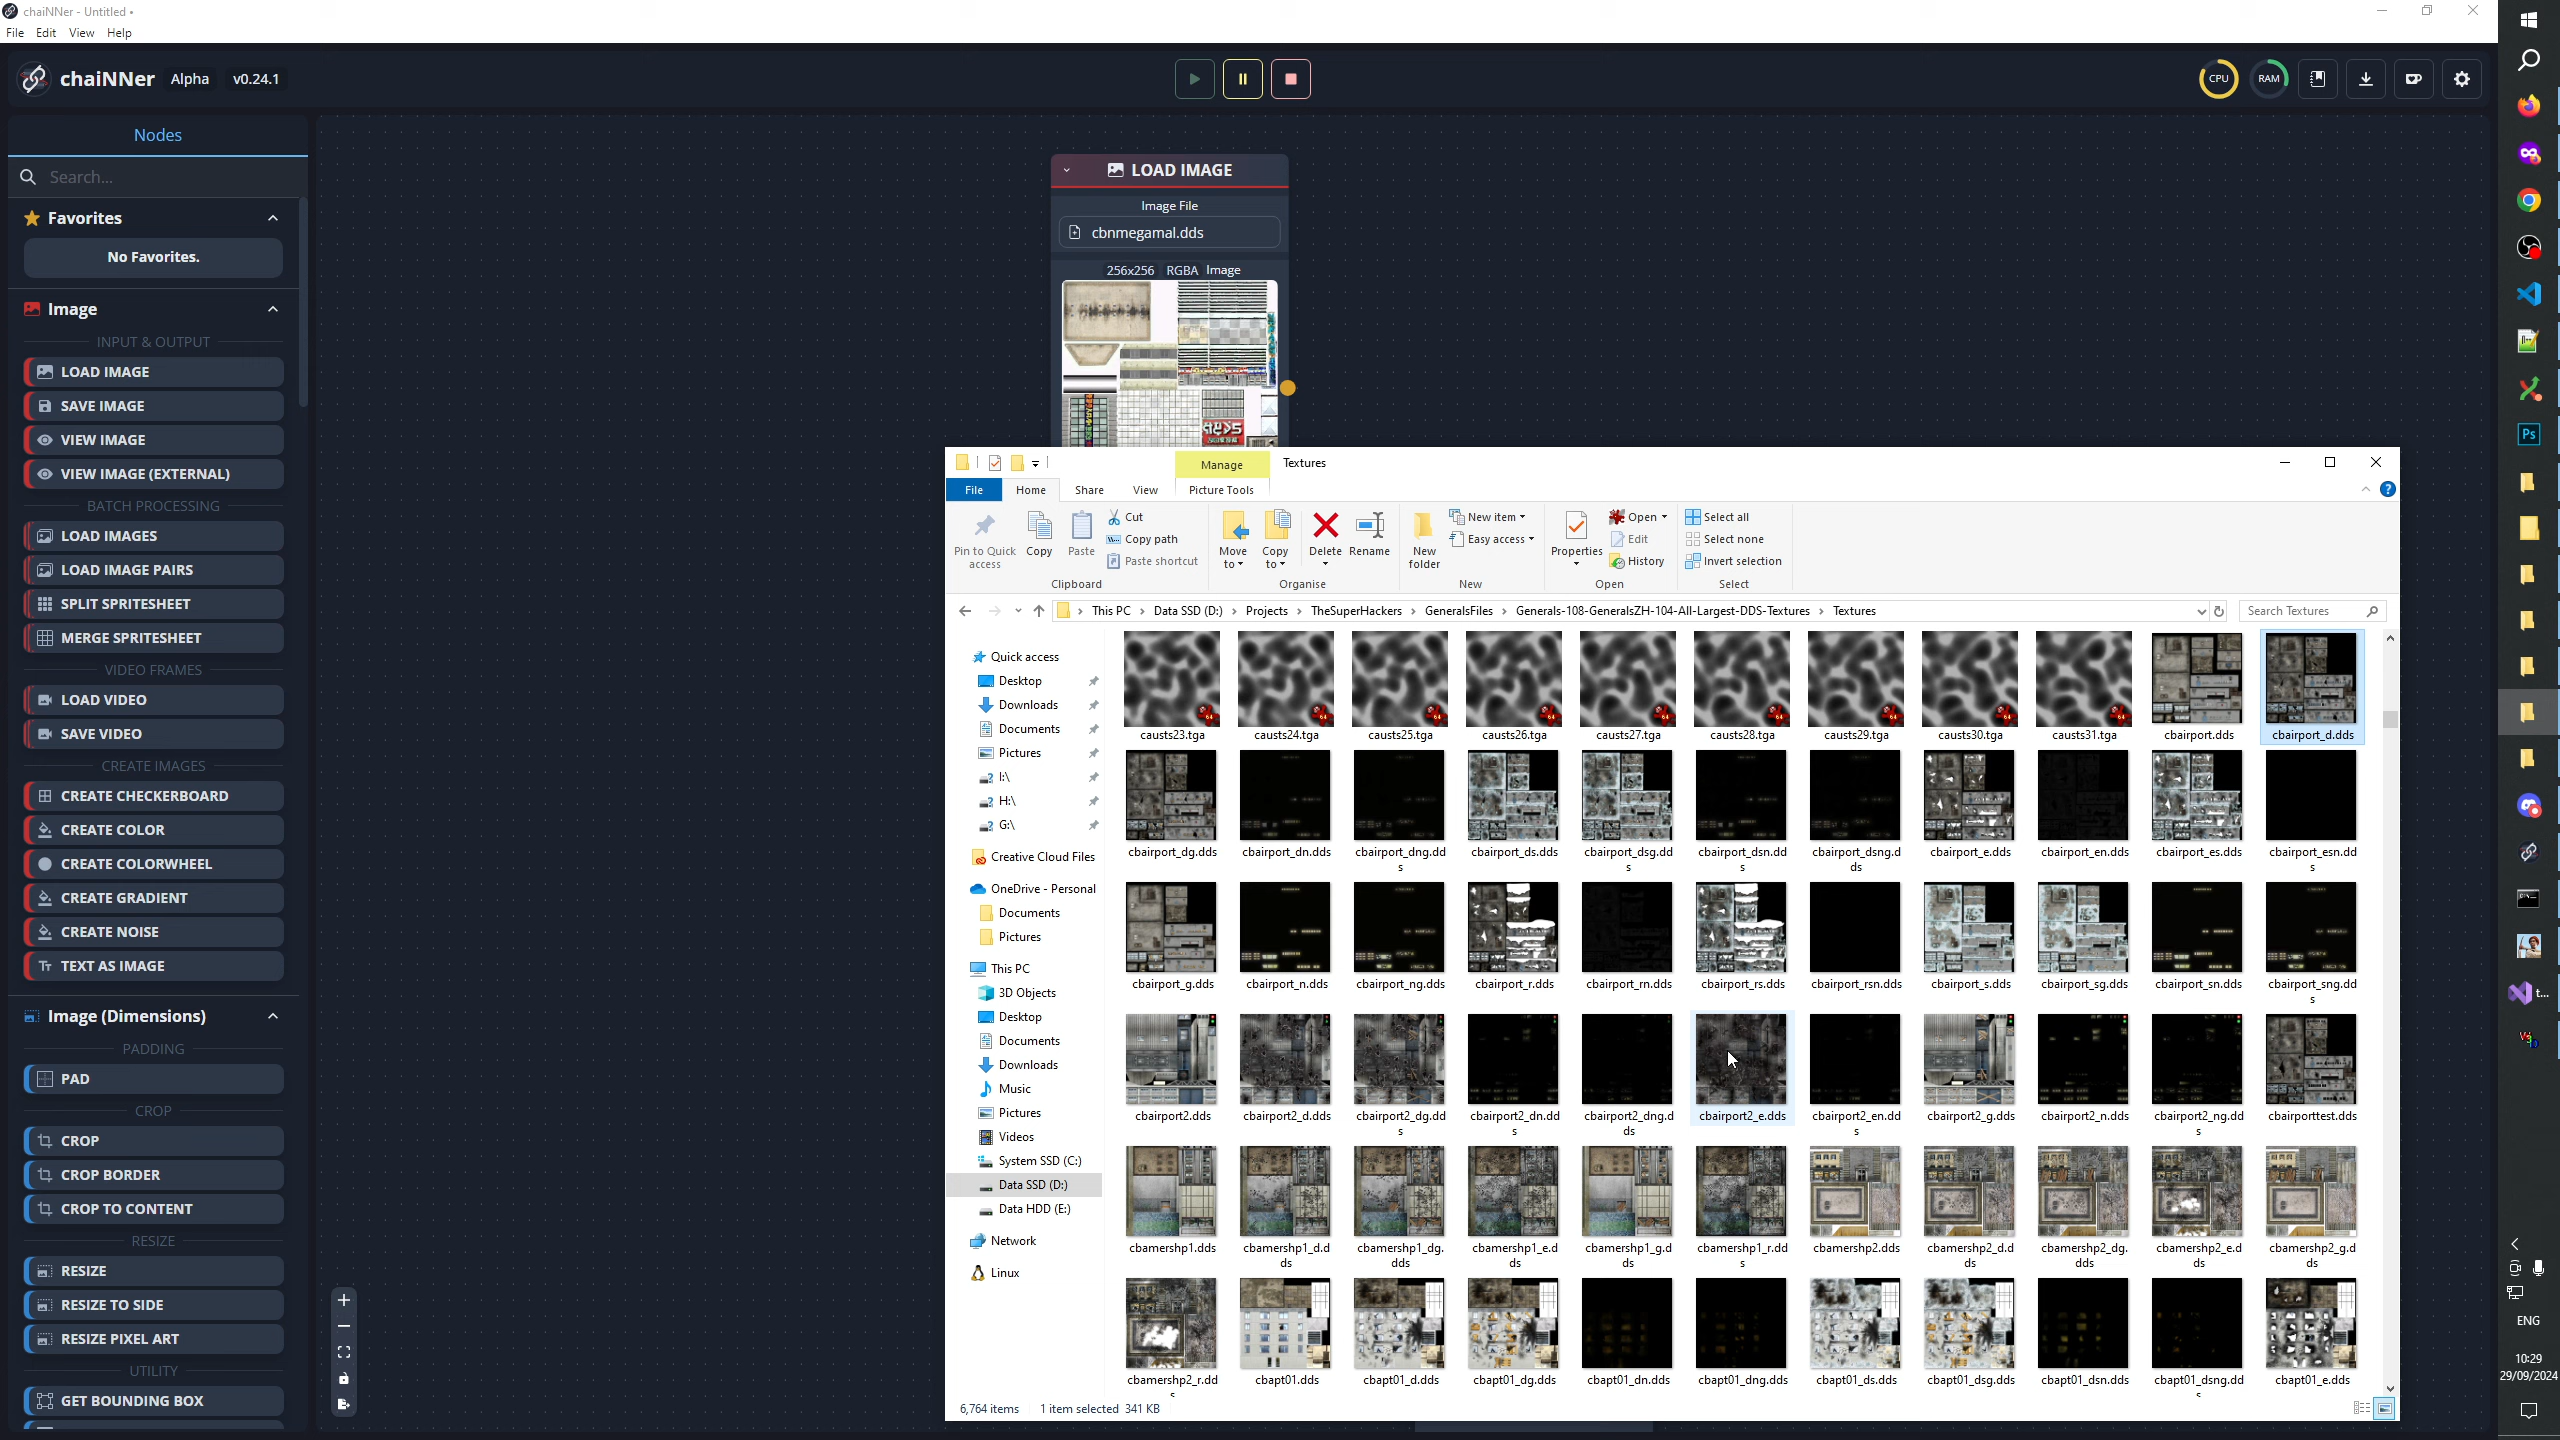 chaiNNer - Untitled •
File Edit View Help
chaiNNer Alpha v0.24.1
CPU RAM
Nodes
Search...
Favorites
No Favorites.
Image
INPUT & OUTPUT
LOAD IMAGE
SAVE IMAGE
VIEW IMAGE
VIEW IMAGE (EXTERNAL)
BATCH PROCESSING
LOAD IMAGES
LOAD IMAGE PAIRS
SPLIT SPRITESHEET
MERGE SPRITESHEET
VIDEO FRAMES
LOAD VIDEO
SAVE VIDEO
CREATE IMAGES
CREATE CHECKERBOARD
CREATE COLOR
CREATE COLORWHEEL
CREATE GRADIENT
CREATE NOISE
TEXT AS IMAGE
Image (Dimensions)
PADDING
PAD
CROP
CROP
CROP BORDER
CROP TO CONTENT
RESIZE
RESIZE
RESIZE TO SIDE
RESIZE PIXEL ART
UTILITY
GET BOUNDING BOX
LOAD IMAGE
Image File
cbnmegamal.dds
256x256 RGBA Image
Manage Textures
File Home Share View Picture Tools
Pin to Quick access
Copy
Paste
Cut
Copy path
Paste shortcut
Clipboard
Move to
Copy to
Delete
Rename
Organise
New folder
New item
Easy access
New
Properties
Open
Edit
History
Open
Select all
Select none
Invert selection
Select
This PC Data SSD (D:) Projects TheSuperHackers GeneralsFiles Generals-108-GeneralsZH-104-All-Largest-DDS-Textures Textures
Search Textures
Quick access
Desktop
Downloads
Documents
Pictures
I:\
H:\
G:\
Creative Cloud Files
OneDrive - Personal
Documents
Pictures
This PC
3D Objects
Desktop
Documents
Downloads
Music
Pictures
Videos
System SSD (C:)
Data SSD (D:)
Data HDD (E:)
Network
Linux
causts23.tga causts24.tga causts25.tga causts26.tga causts27.tga causts28.tga causts29.tga causts30.tga causts31.tga cbairport.dds cbairport_d.dds
cbairport_dg.dds cbairport_dn.dds cbairport_dng.dds cbairport_ds.dds cbairport_dsg.dds cbairport_dsn.dds cbairport_dsng.dds cbairport_e.dds cbairport_en.dds cbairport_es.dds cbairport_esn.dds
cbairport_g.dds cbairport_n.dds cbairport_ng.dds cbairport_r.dds cbairport_rn.dds cbairport_rs.dds cbairport_rsn.dds cbairport_s.dds cbairport_sg.dds cbairport_sn.dds cbairport_sng.dds
cbairport2.dds cbairport2_d.dds cbairport2_dg.dds cbairport2_dn.dds cbairport2_dng.dds cbairport2_e.dds cbairport2_en.dds cbairport2_g.dds cbairport2_n.dds cbairport2_ng.dds cbairporttest.dds
cbamershp1.dds cbamershp1_d.dds cbamershp1_dg.dds cbamershp1_e.dds cbamershp1_g.dds cbamershp1_r.dds cbamershp2.dds cbamershp2_d.dds cbamershp2_dg.dds cbamershp2_e.dds cbamershp2_g.dds
cbamershp2_r.dds cbapt01.dds cbapt01_d.dds cbapt01_dg.dds cbapt01_dn.dds cbapt01_dng.dds cbapt01_ds.dds cbapt01_dsg.dds cbapt01_dsn.dds cbapt01_dsng.dds cbapt01_e.dds
6,764 items 1 item selected 341 KB
Ps
t...
ENG
10:29
29/09/2024